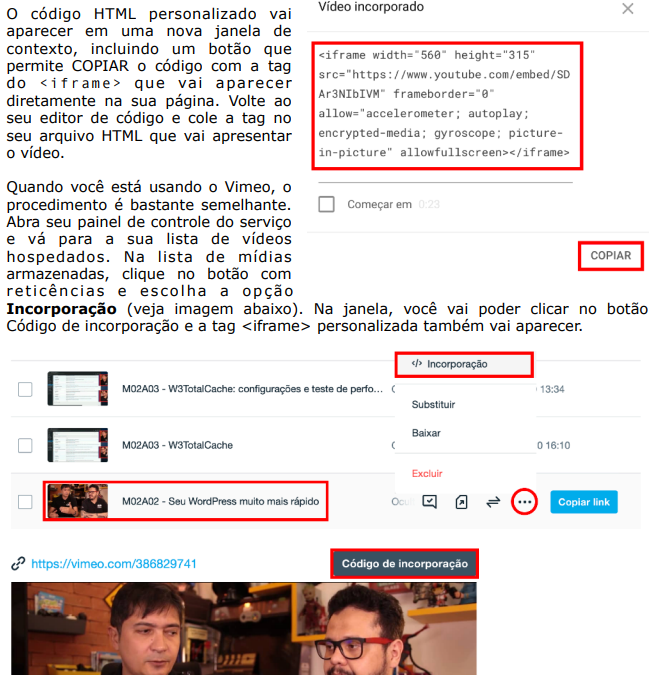 O código HTML personalizado vai
aparecer em uma nova janela de
contexto, incluindo um botão que
permite COPIAR o código com a tag
do <iframe> que vai aparecer
diretamente na sua página. Volte ao
seu editor de código e cole a tag no
seu arquivo HTML que vai apresentar
o vídeo.
Vídeo incorporado
<iframe width="560" height="315"
src="https://www.youtube.com/embed/SD
Ar3NIbIVM" frameborder="0"
allow="accelerometer; autoplay;
encrypted-media; gyroscope; picture-
in-picture" allowfullscreen></iframe>
Começar em 0:23
COPIAR
Quando você está usando o Vimeo, o
procedimento é bastante semelhante.
Abra seu painel de controle do serviço
e vá para a sua lista de vídeos
hospedados. Na lista de mídias
armazenadas, clique no botão com
reticências e escolha a opção
Incorporação (veja imagem abaixo). Na janela, você vai poder clicar no botão
Código de incorporação e a tag <iframe> personalizada também vai aparecer.
</> Incorporação
M02A03 - W3TotalCache: configurações e teste de perfo... 13:34
Substituir
Baixar
M02A03 - W3TotalCache 0 16:10
Excluir
M02A02 - Seu WordPress muito mais rápido Ocu Copiar link
https://vimeo.com/386829741 Código de incorporação